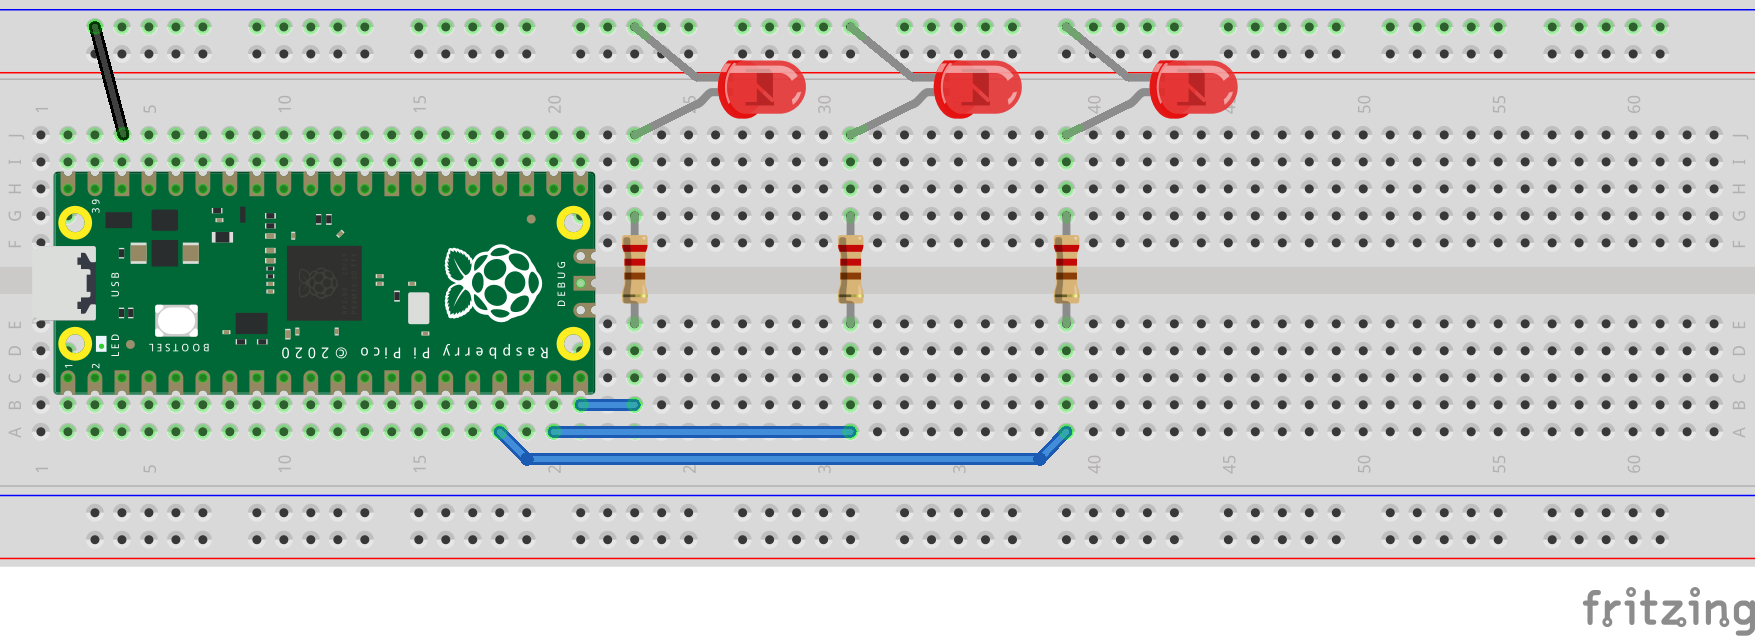 1 5 10 15 20 25 30 40 45 50 55 60
J J
I I
H H
G G
F F
39
USB
DEBUG
LED
BOOTSEL
Raspberry Pi Pico © 2020
1
2
E E
D D
C C
B B
A A
1 5 10 15 20 25 30 3 40 45 50 55 60
fritzing